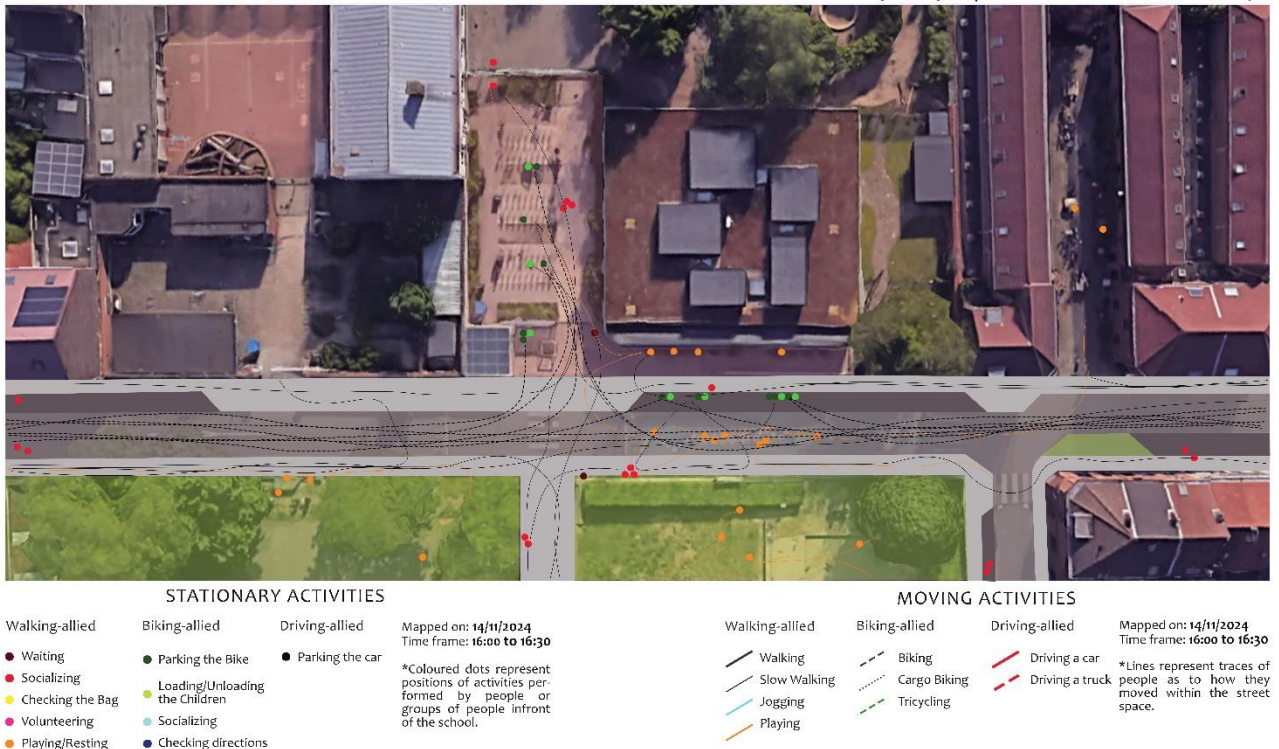 STATIONARY ACTIVITIES
Walking-allied
Waiting
Socializing
Checking the Bag
Volunteering
Playing/Resting
Biking-allied
Parking the Bike
Loading/Unloading
the Children
Socializing
Checking directions
Driving-allied
Parking the car
Mapped on: 14/11/2024
Time frame: 16:00 to 16:30
*Coloured dots represent
positions of activities per-
formed by people or
groups of people infront
of the school.
MOVING ACTIVITIES
Walking-allied
Walking
Slow Walking
Jogging
Playing
Biking-allied
Biking
Cargo Biking
Tricycling
Driving-allied
Driving a car
Driving a truck
Mapped on: 14/11/2024
Time frame: 16:00 to 16:30
*Lines represent traces of
people as to how they
moved within the street
space.